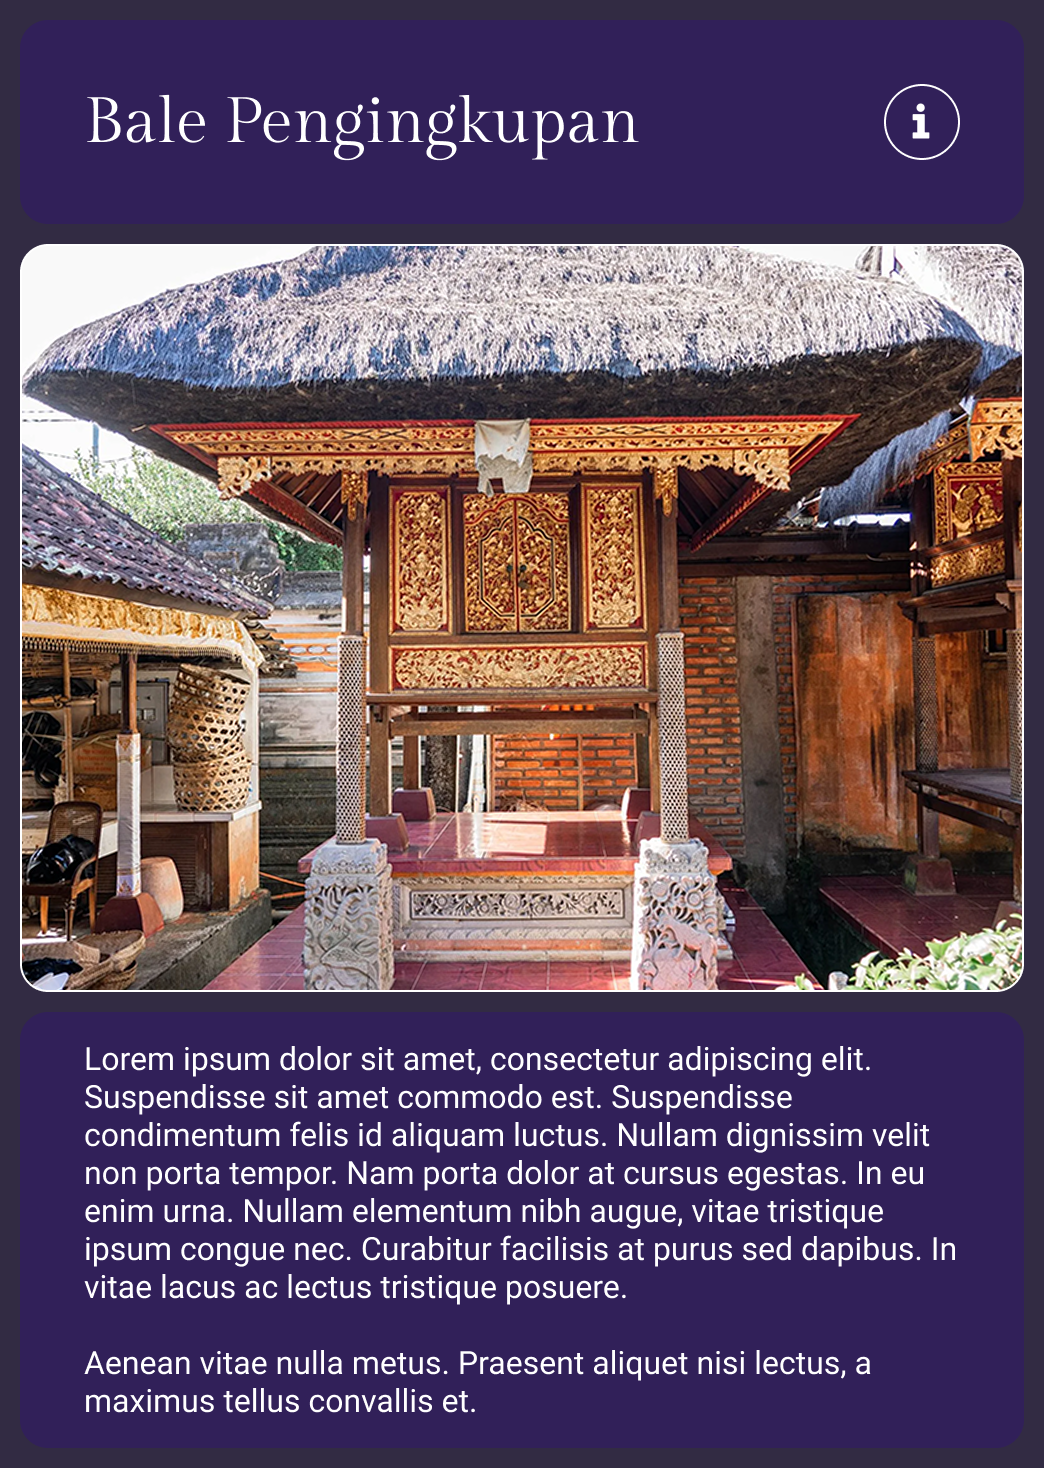 Bale Pengingkupan
i
Lorem ipsum dolor sit amet, consectetur adipiscing elit.
Suspendisse sit amet commodo est. Suspendisse
condimentum felis id aliquam luctus. Nullam dignissim velit
non porta tempor. Nam porta dolor at cursus egestas. In eu
enim urna. Nullam elementum nibh augue, vitae tristique
ipsum congue nec. Curabitur facilisis at purus sed dapibus. In
vitae lacus ac lectus tristique posuere.
Aenean vitae nulla metus. Praesent aliquet nisi lectus, a
maximus tellus convallis et.